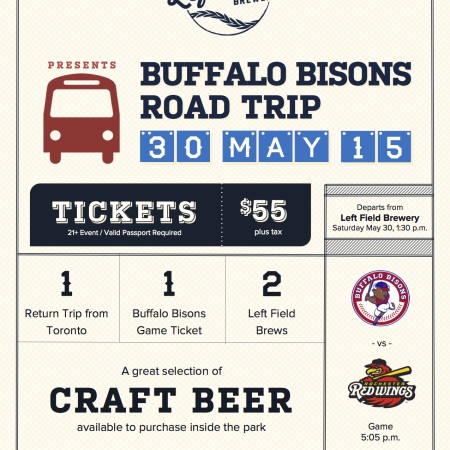 BREWE
PRESENTS
BUFFALO BISONS
ROAD TRIP
30 MAY 15
TICKETS
21+ Event / Valid Passport Required
$55
plus tax
Departs from
Left Field Brewery
Saturday May 30, 1:30 p.m.
1
Return Trip from
Toronto
1
Buffalo Bisons
Game Ticket
2
Left Field
Brews
BUFFALO BISONS
- vs -
ROCHESTER
RED WINGS
Game
5:05 p.m.
A great selection of
CRAFT BEER
available to purchase inside the park